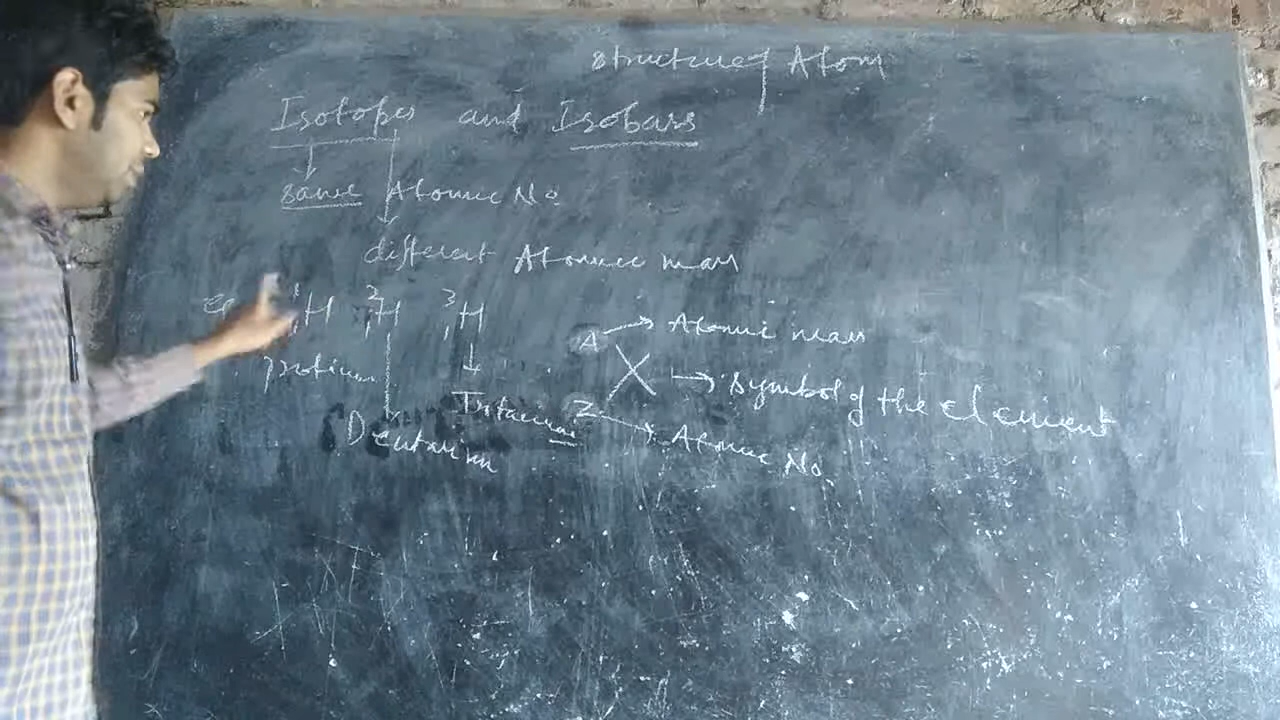 structure of Atom
Isotopes and Isobars
same Atomic No
different Atomic mass
eg ¹₁H ²₁H ³₁H
A → Atomic mass
X → symbol of the element
Z → Atomic No.
protium
Deuterium